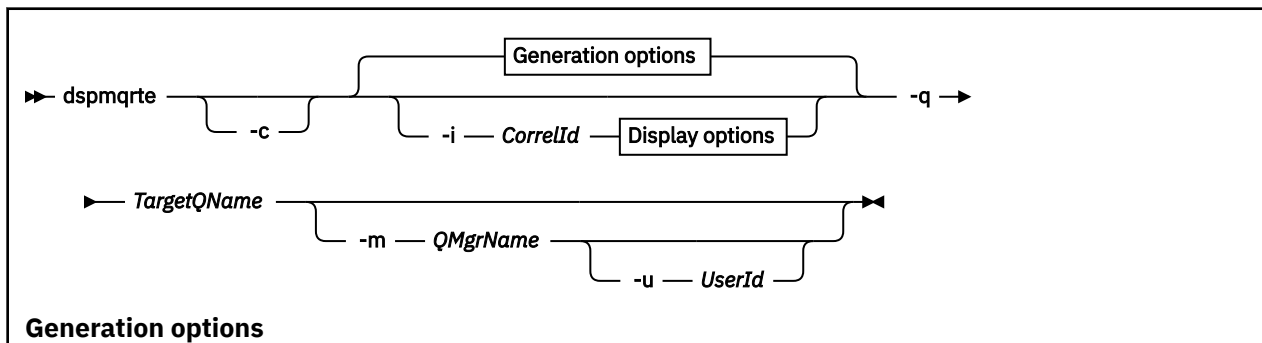 Generation options
dspmqrte -q
-c -i CorrelId Display options
TargetQName
-m QMgrName
-u UserId
Generation options